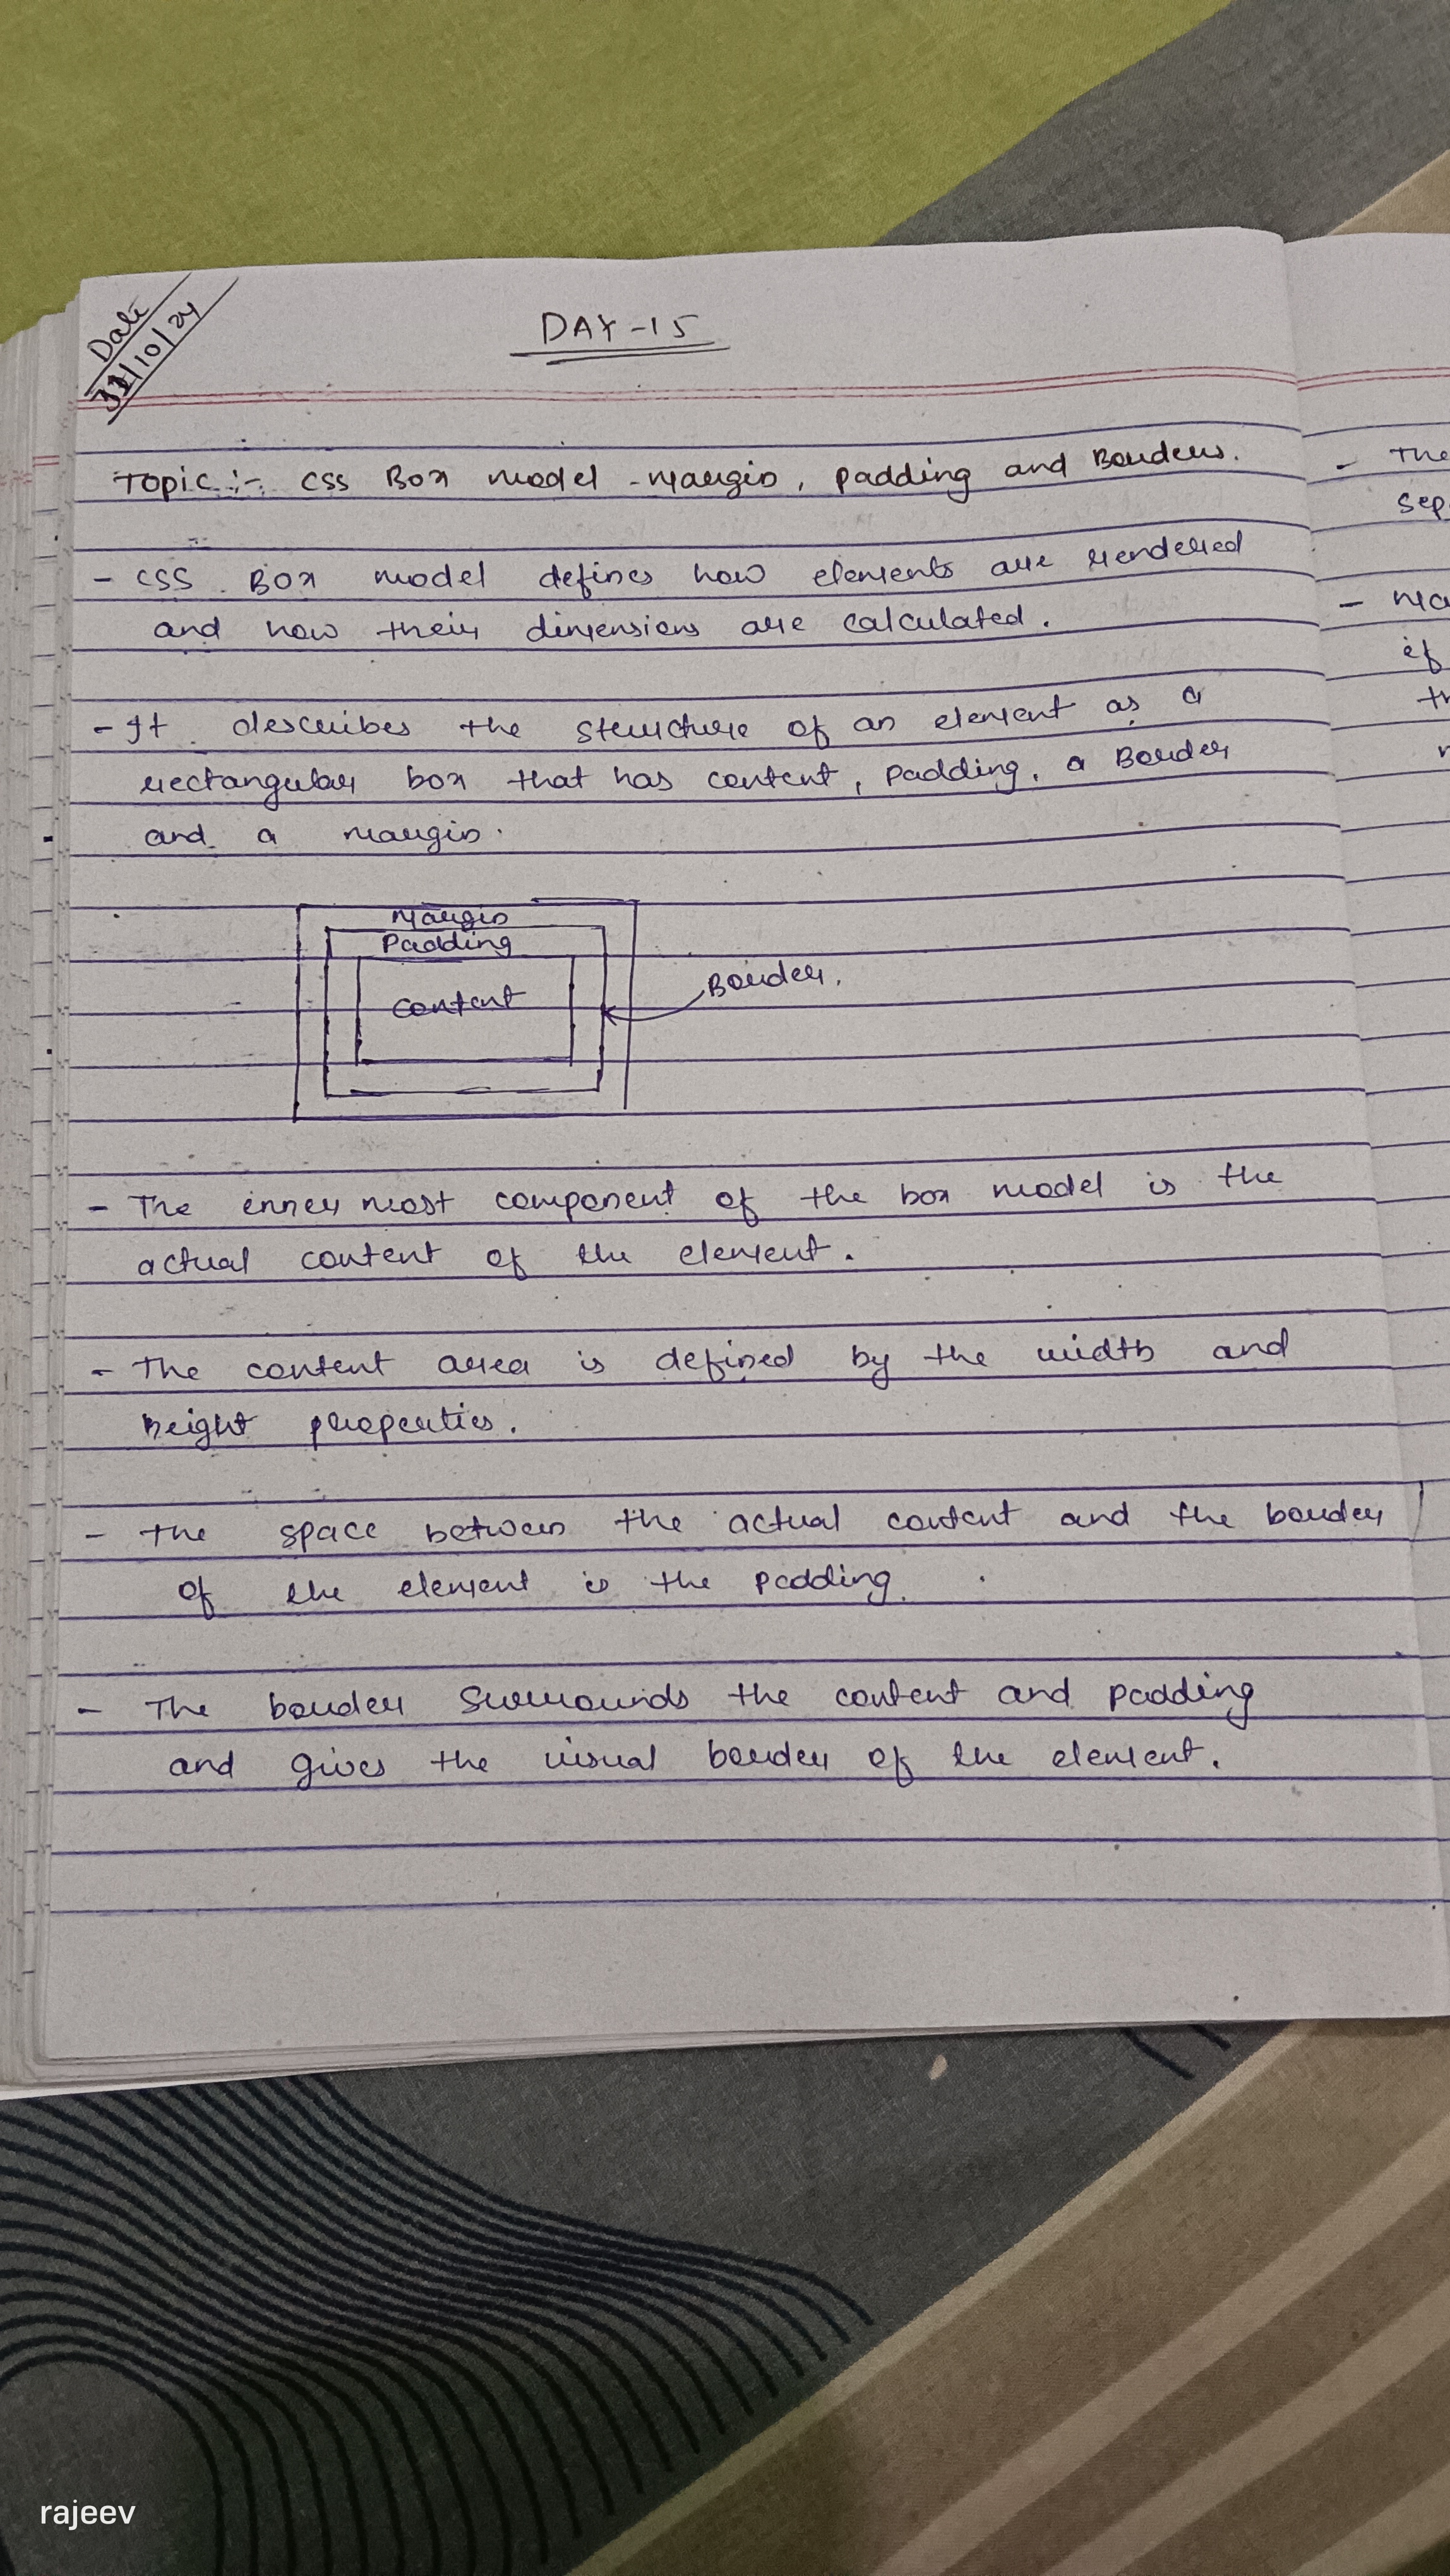 Date
31/10/24
DAY-15
Topic :- CSS Box model - Margin, Padding and Borders.
- CSS Box model defines how elements are rendered
and how their dimensions are calculated.
- It describes the structure of an element as a
rectangular box that has content, padding, a Border
and a margin.
Margin
Padding
content
Border.
- The inner most component of the box model is the
actual content of the element.
- The content area is defined by the width and
height properties.
- The space between the actual content and the border
of the element is the padding.
- The border surrounds the content and padding
and gives the visual border of the element.
- The
sep
- Ma
if
th
rajeev